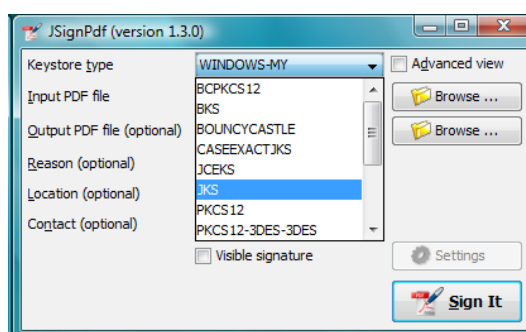 JSignPdf (version 1.3.0)
Keystore type WINDOWS-MY Advanced view
Input PDF file Browse ...
Output PDF file (optional) Browse ...
Reason (optional)
Location (optional)
Contact (optional)
BCPKCS12
BKS
BOUNCYCASTLE
CASEEXACTJKS
JCEKS
JKS
PKCS12
PKCS12-3DES-3DES
Visible signature Settings
Sign It